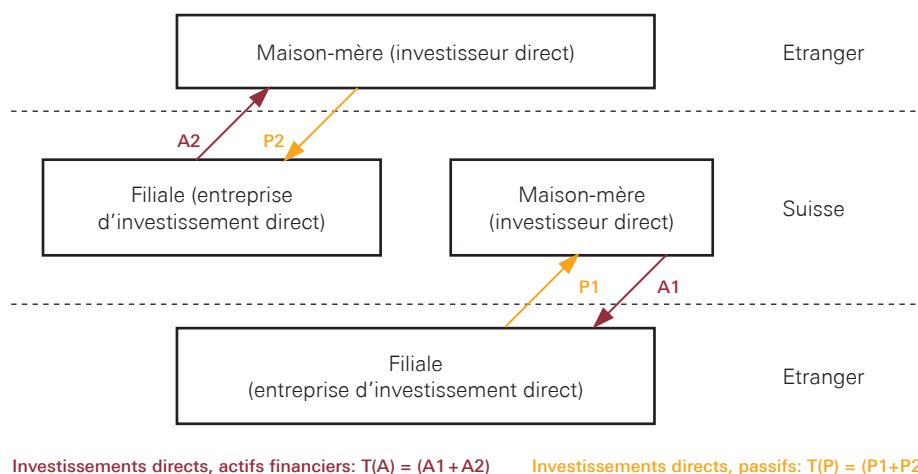 Maison-mère (investisseur direct)
Etranger
A2
P2
Filiale (entreprise
d'investissement direct)
Maison-mère
(investisseur direct)
Suisse
P1
A1
Filiale
(entreprise d'investissement direct)
Etranger
Investissements directs, actifs financiers: T(A) = (A1+A2)
Investissements directs, passifs: T(P) = (P1+P2